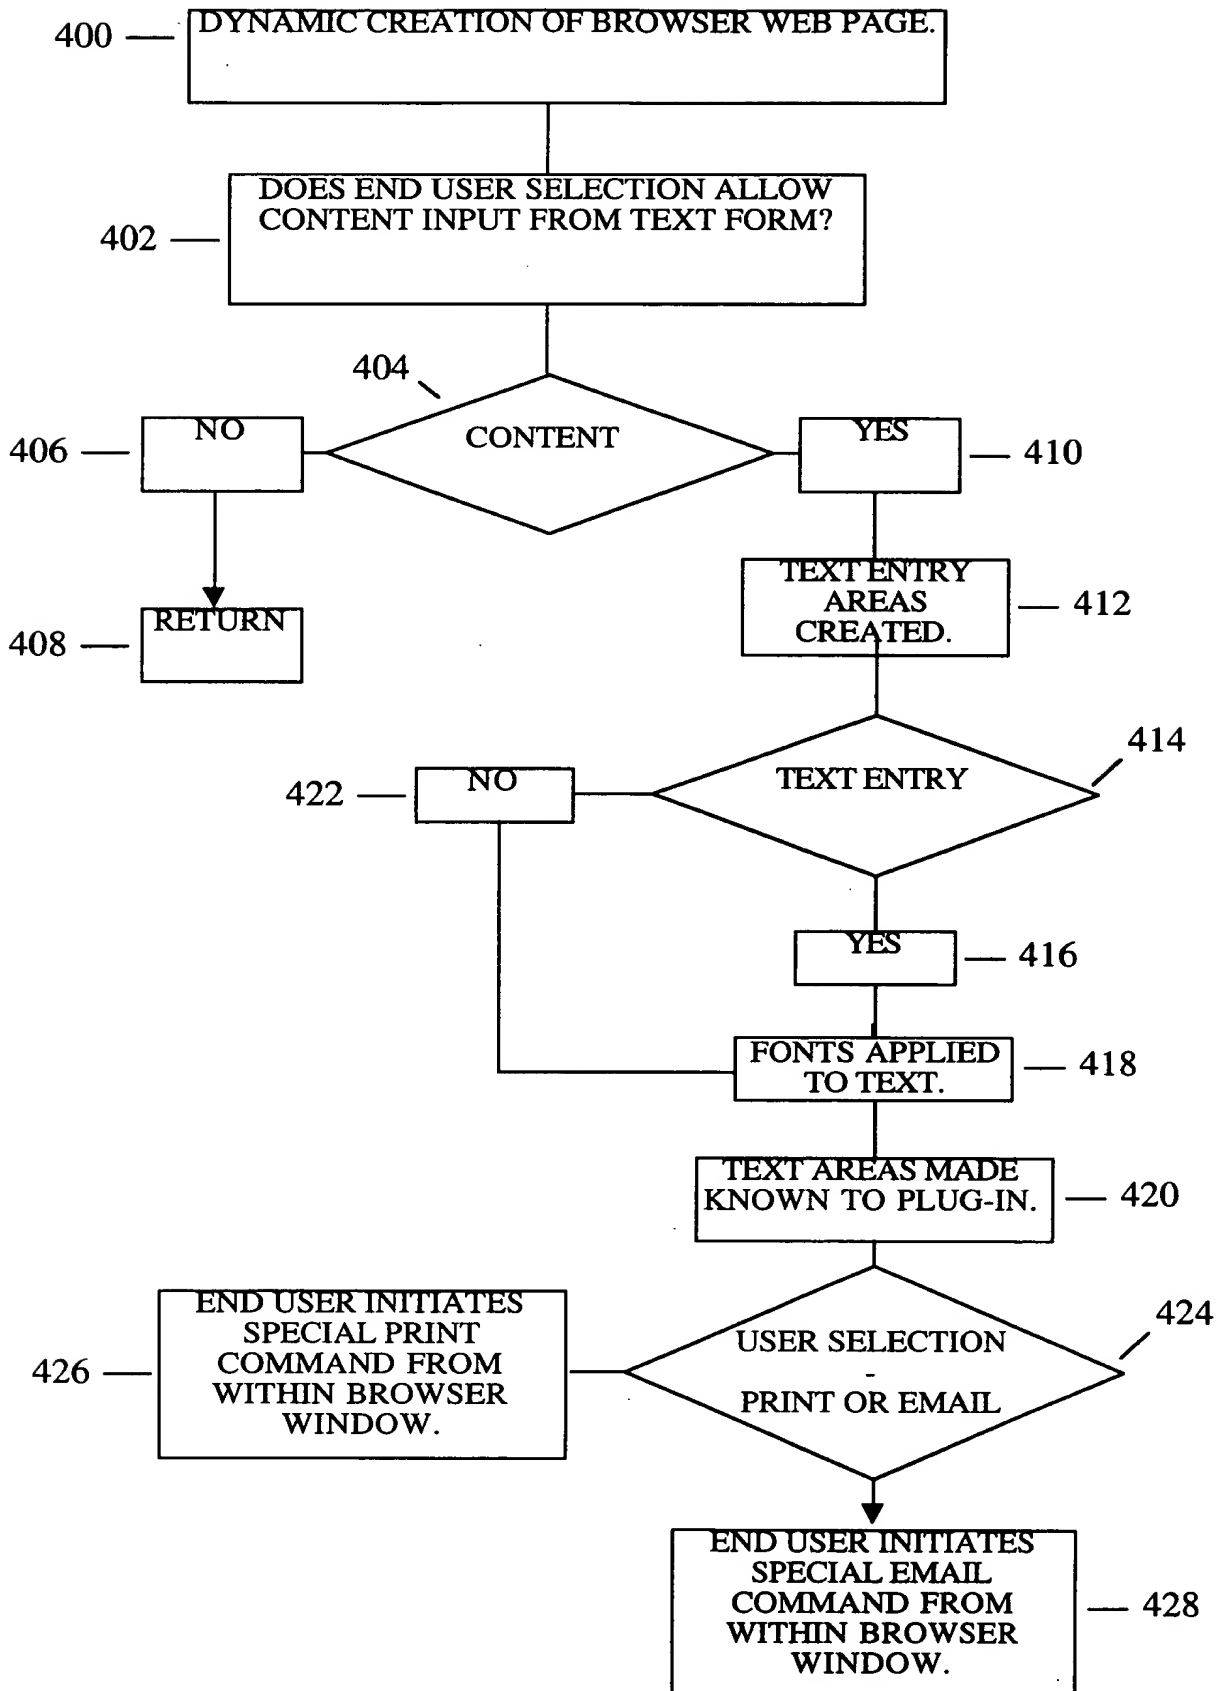 400
DYNAMIC CREATION OF BROWSER WEB PAGE.
402
DOES END USER SELECTION ALLOW
CONTENT INPUT FROM TEXT FORM?
404
CONTENT
406
NO
YES
410
408
RETURN
TEXT ENTRY
AREAS
CREATED.
412
414
TEXT ENTRY
422
NO
YES
416
FONTS APPLIED
TO TEXT.
418
TEXT AREAS MADE
KNOWN TO PLUG-IN.
420
424
USER SELECTION
-
PRINT OR EMAIL
426
END USER INITIATES
SPECIAL PRINT
COMMAND FROM
WITHIN BROWSER
WINDOW.
END USER INITIATES
SPECIAL EMAIL
COMMAND FROM
WITHIN BROWSER
WINDOW.
428